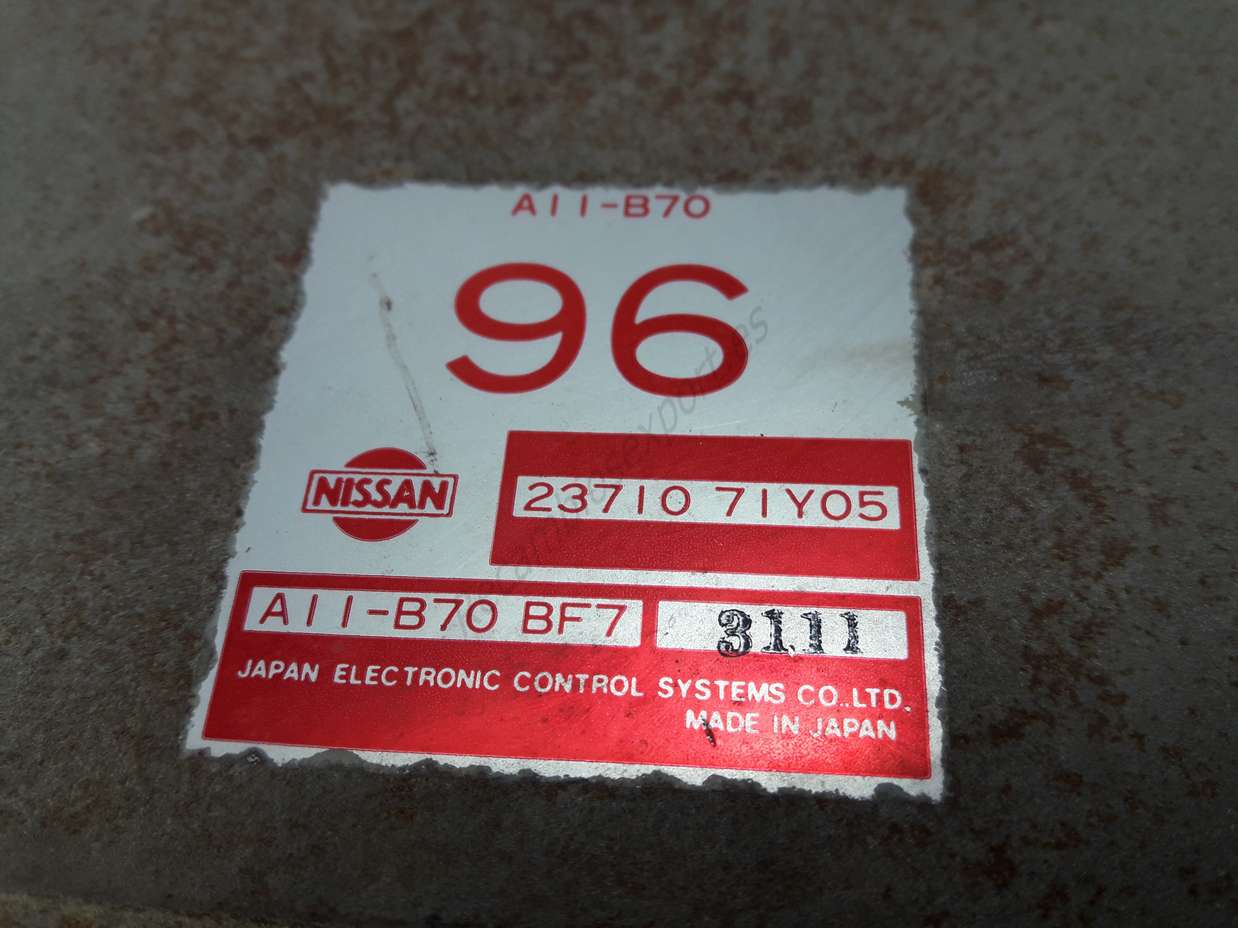 A11-B70
96
NISSAN
23710 71Y05
A11-B70 BF7
3111
JAPAN ELECTRONIC CONTROL SYSTEMS CO.,LTD.
MADE IN JAPAN